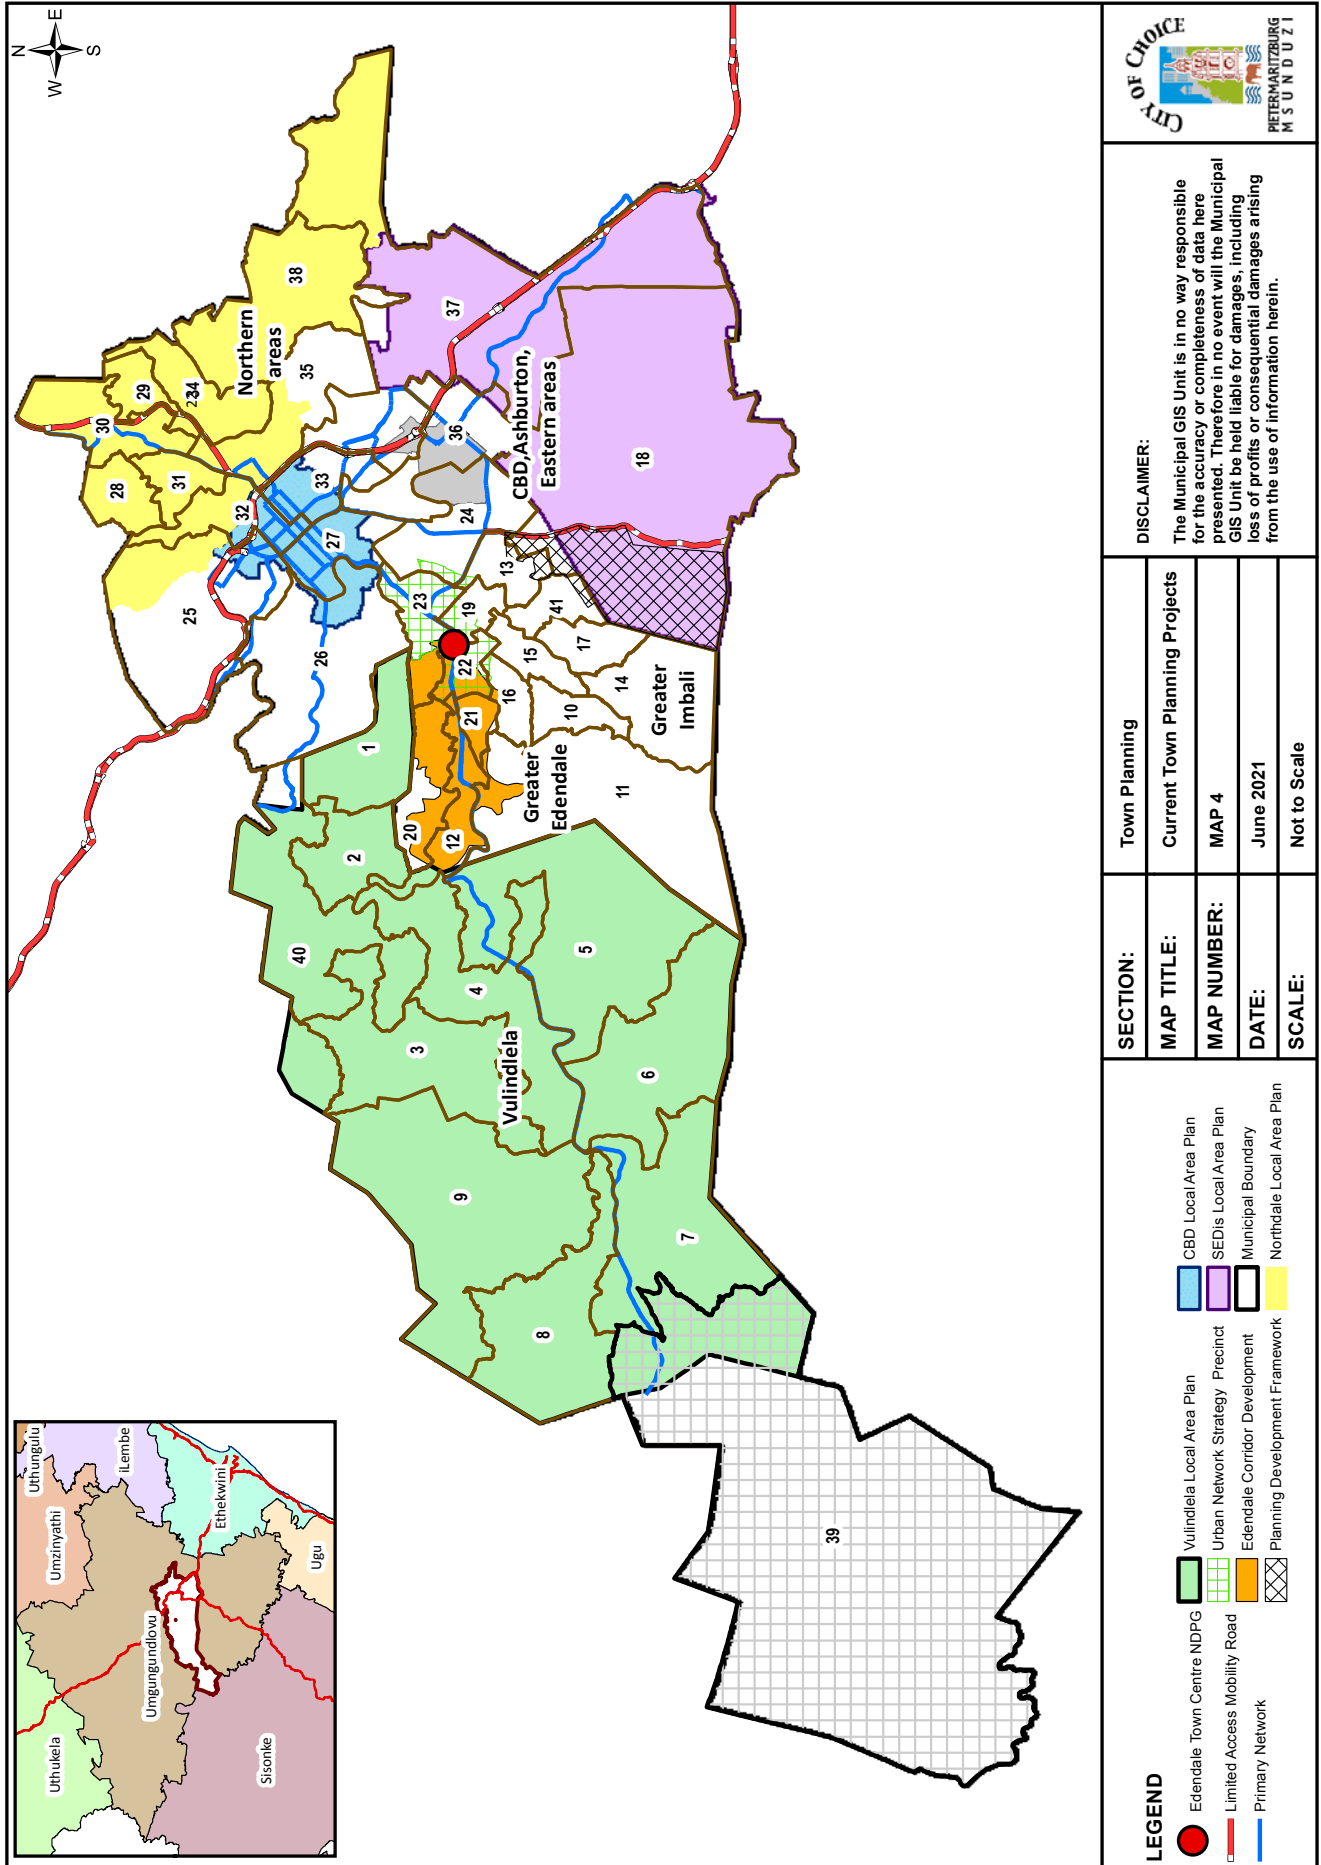 N
E
S
W
Uthukela
Umzinyathi
Uthungulu
iLembe
Umgungundlovu
Ethekwini
Ugu
Sisonke
30
29
28
31
2334
Northern
areas
38
35
32
33
25
27
26
37
36
CBD,Ashburton,
Eastern areas
24
18
13
23
19
41
22
15
17
16
14
21
10
Greater
Imbali
1
20
12
Greater
Edendale
11
2
40
4
5
3
Vulindlela
6
9
7
8
39
LEGEND
Edendale Town Centre NDPG
Limited Access Mobility Road
Primary Network
Vulindlela Local Area Plan
Urban Network Strategy Precinct
Edendale Corridor Development
Planning Development Framework
CBD Local Area Plan
SEDis Local Area Plan
Municipal Boundary
Northdale Local Area Plan
SECTION: Town Planning
MAP TITLE: Current Town Planning Projects
MAP NUMBER: MAP 4
DATE: June 2021
SCALE: Not to Scale
DISCLAIMER:
The Municipal GIS Unit is in no way responsible
for the accuracy or completeness of data here
presented. Therefore in no event will the Municipal
GIS Unit be held liable for damages, including
loss of profits or consequential damages arising
from the use of information herein.
CITY OF CHOICE
PIETERMARITZBURG
MSUNDUZI